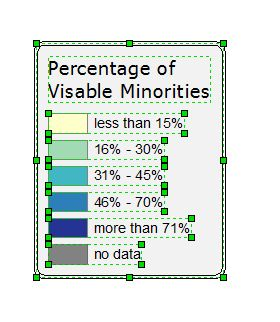 Percentage of
Visable Minorities
less than 15%
16% - 30%
31% - 45%
46% - 70%
more than 71%
no data